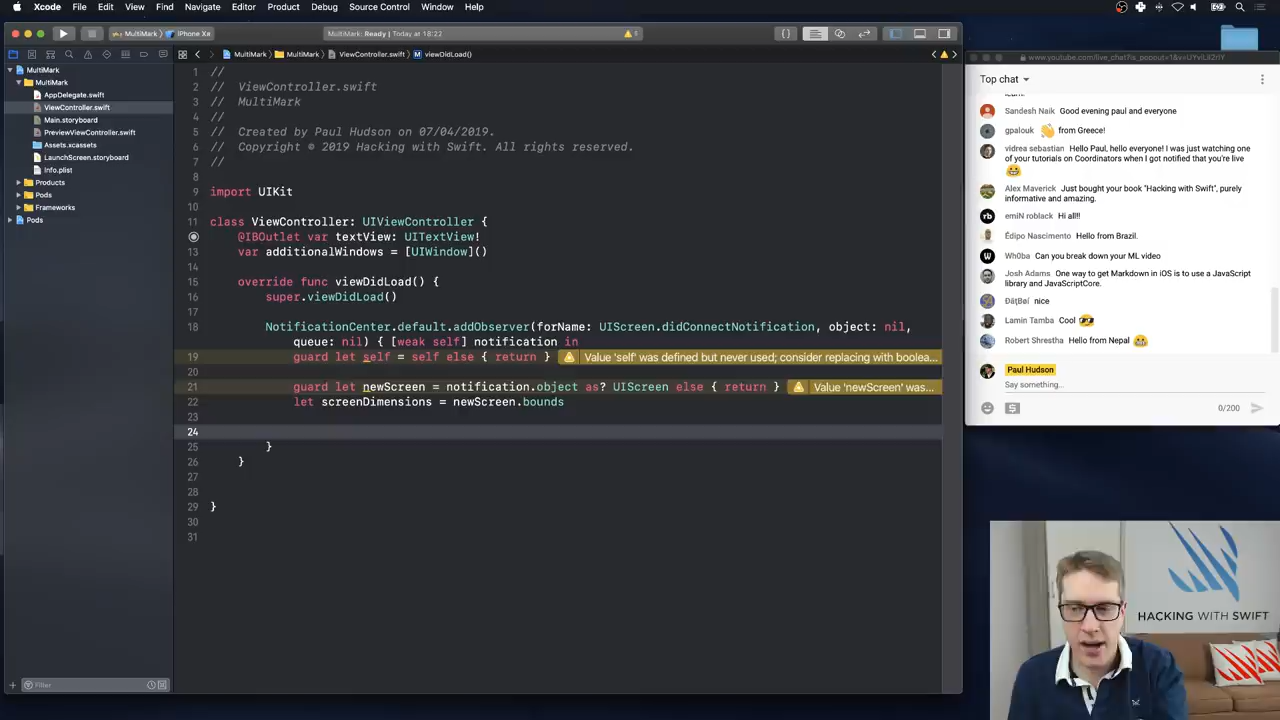 Xcode File Edit View Find Navigate Editor Product Debug Source Control Window Help
MultiMark iPhone Xʀ
MultiMark: Ready | Today at 18:22
5
MultiMark
MultiMark
AppDelegate.swift
ViewController.swift
Main.storyboard
PreviewViewController.swift
Assets.xcassets
LaunchScreen.storyboard
Info.plist
Products
Pods
Frameworks
Pods
Filter
MultiMark MultiMark ViewController.swift M viewDidLoad()
1 //
2 // ViewController.swift
3 // MultiMark
4 //
5 // Created by Paul Hudson on 07/04/2019.
6 // Copyright © 2019 Hacking with Swift. All rights reserved.
7 //
8
9 import UIKit
10
11 class ViewController: UIViewController {
@IBOutlet var textView: UITextView!
13 var additionalWindows = [UIWindow]()
14
15 override func viewDidLoad() {
16 super.viewDidLoad()
17
18 NotificationCenter.default.addObserver(forName: UIScreen.didConnectNotification, object: nil,
queue: nil) { [weak self] notification in
19 guard let self = self else { return } Value 'self' was defined but never used; consider replacing with boolea...
20
21 guard let newScreen = notification.object as? UIScreen else { return } Value 'newScreen' was...
22 let screenDimensions = newScreen.bounds
23
24
25 }
26 }
27
28
29 }
30
31
Top chat
Sandesh Naik Good evening paul and everyone
gpalouk from Greece!
vidrea sebastian Hello Paul, hello everyone! I was just watching one
of your tutorials on Coordinators when I got notified that you're live
Alex Maverick Just bought your book "Hacking with Swift", purely
informative and amazing.
rb emiN roblack Hi all!!
Édipo Nascimento Hello from Brazil.
W Wh0ba Can you break down your ML video
Josh Adams One way to get Markdown in iOS is to use a JavaScript
library and JavaScriptCore.
nice
Lamin Tamba Cool
Robert Shrestha Hello from Nepal
Paul Hudson
Say something...
0/200
HACKING WITH SWIFT